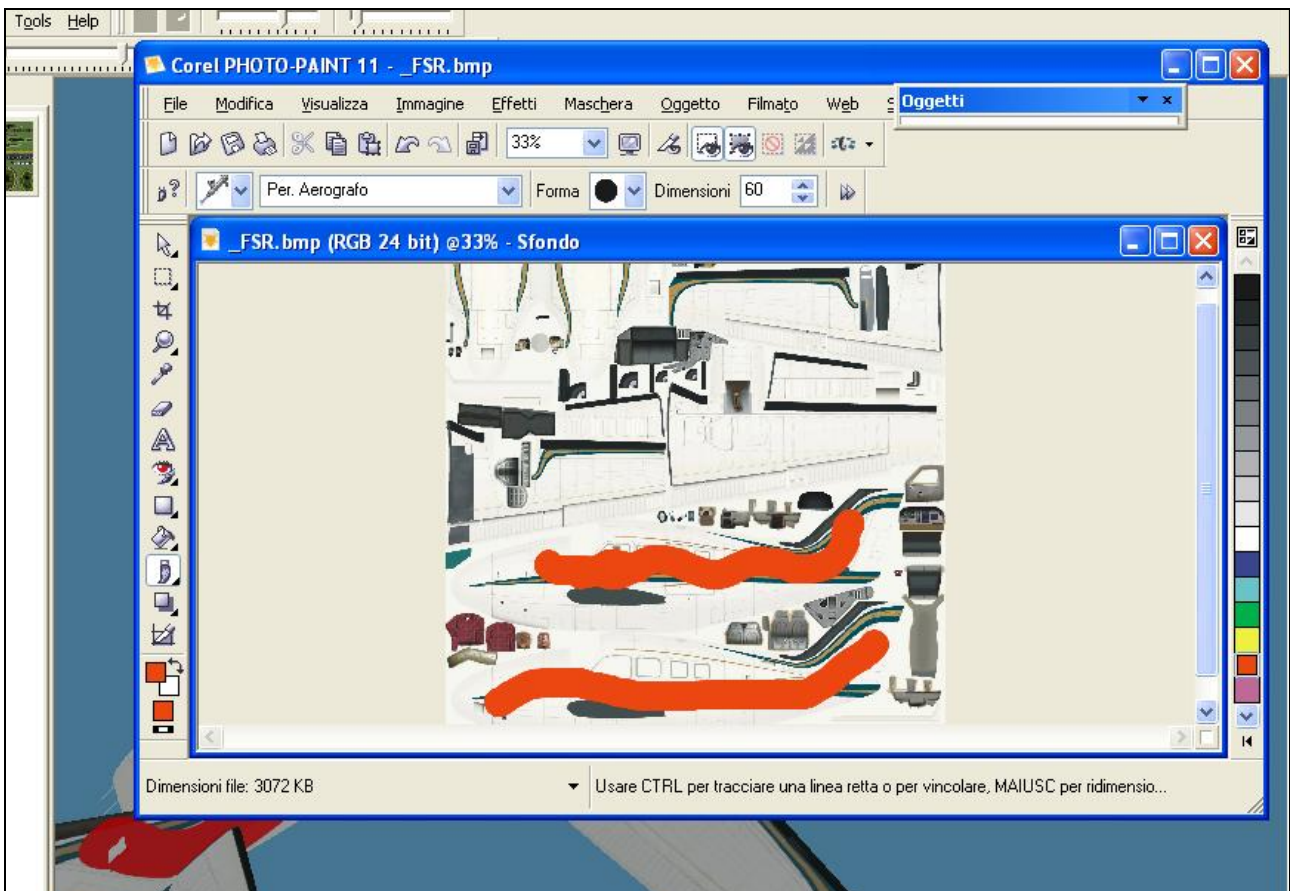 Tools Help
Corel PHOTO-PAINT 11 - _FSR.bmp
File Modifica Visualizza Immagine Effetti Maschera Oggetto Filmato Web
Oggetti
33%
Per. Aerografo Forma Dimensioni 60
_FSR.bmp (RGB 24 bit) @33% - Sfondo
Dimensioni file: 3072 KB Usare CTRL per tracciare una linea retta o per vincolare, MAIUSC per ridimensio...